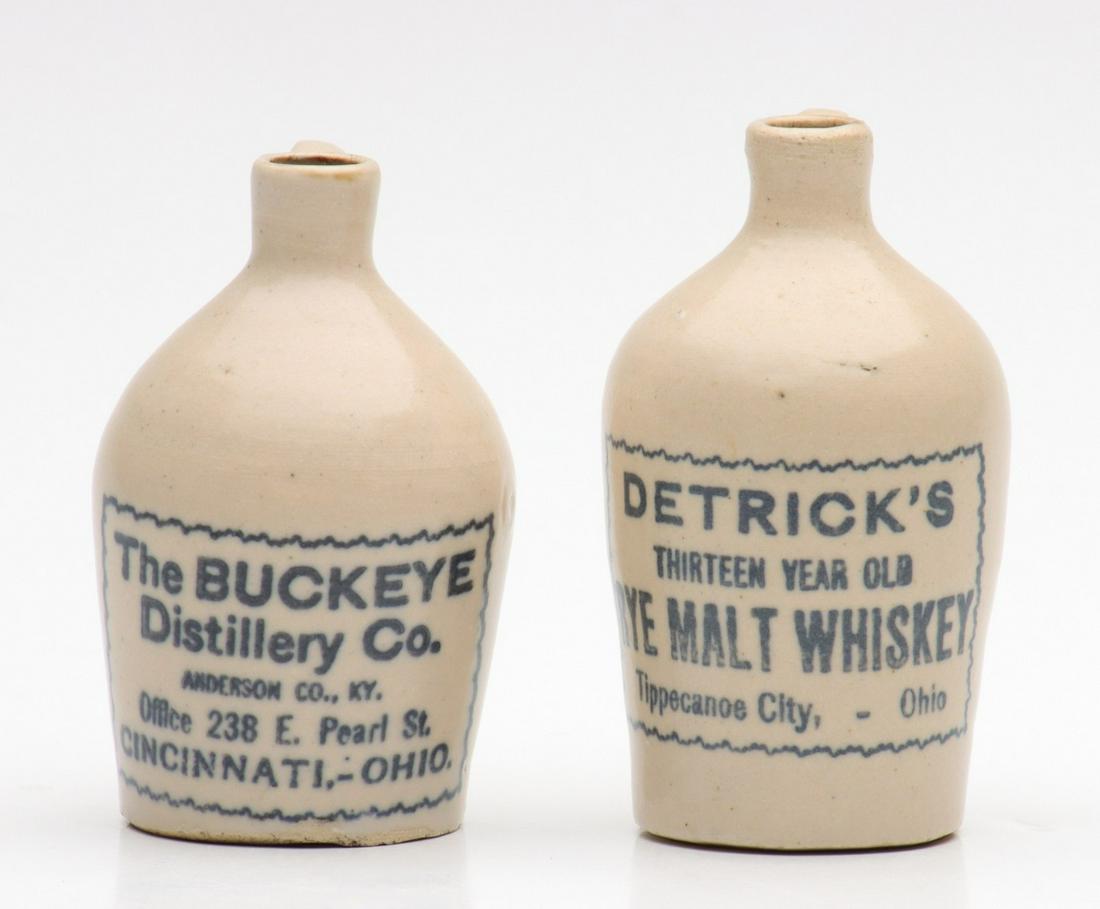 The BUCKEYE
Distillery Co.
ANDERSON CO., KY.
Office 238 E. Pearl St.
CINCINNATI,-OHIO.
DETRICK'S
THIRTEEN YEAR OLD
RYE MALT WHISKEY
Tippecanoe City, - Ohio